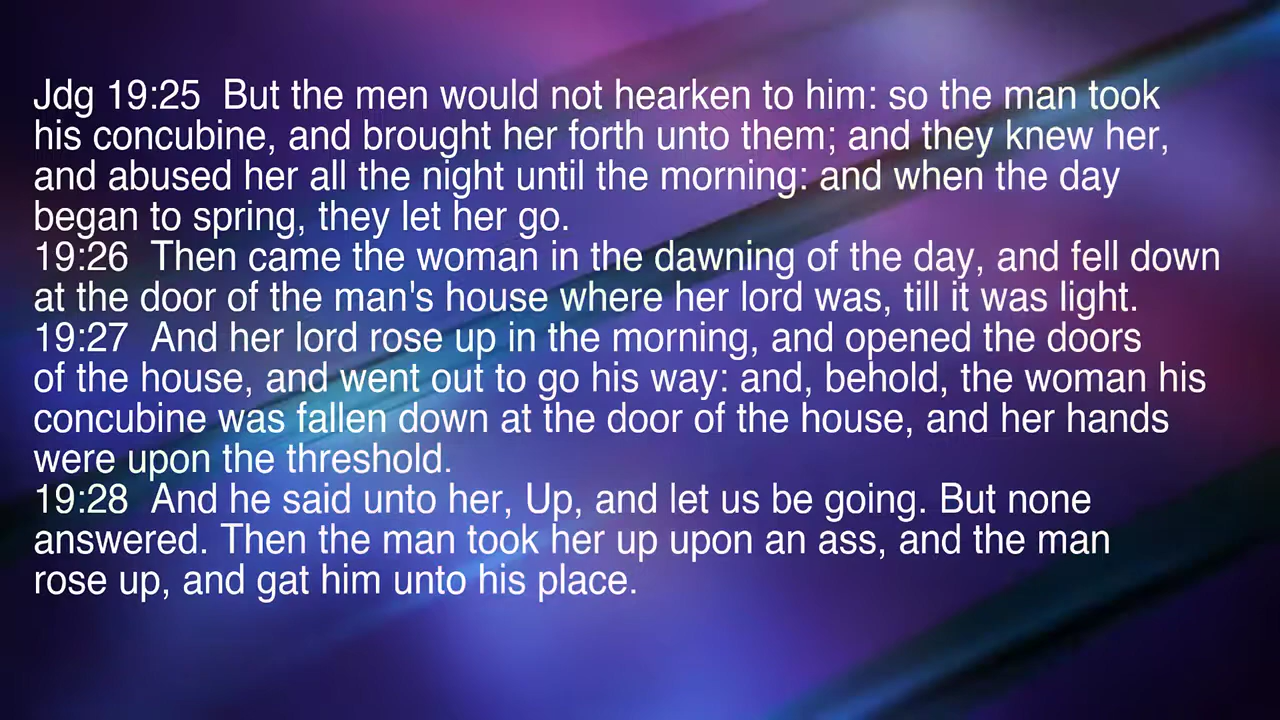 Jdg 19:25  But the men would not hearken to him: so the man took
his concubine, and brought her forth unto them; and they knew her,
and abused her all the night until the morning: and when the day
began to spring, they let her go.
19:26  Then came the woman in the dawning of the day, and fell down
at the door of the man's house where her lord was, till it was light.
19:27  And her lord rose up in the morning, and opened the doors
of the house, and went out to go his way: and, behold, the woman his
concubine was fallen down at the door of the house, and her hands
were upon the threshold.
19:28  And he said unto her, Up, and let us be going. But none
answered. Then the man took her up upon an ass, and the man
rose up, and gat him unto his place.